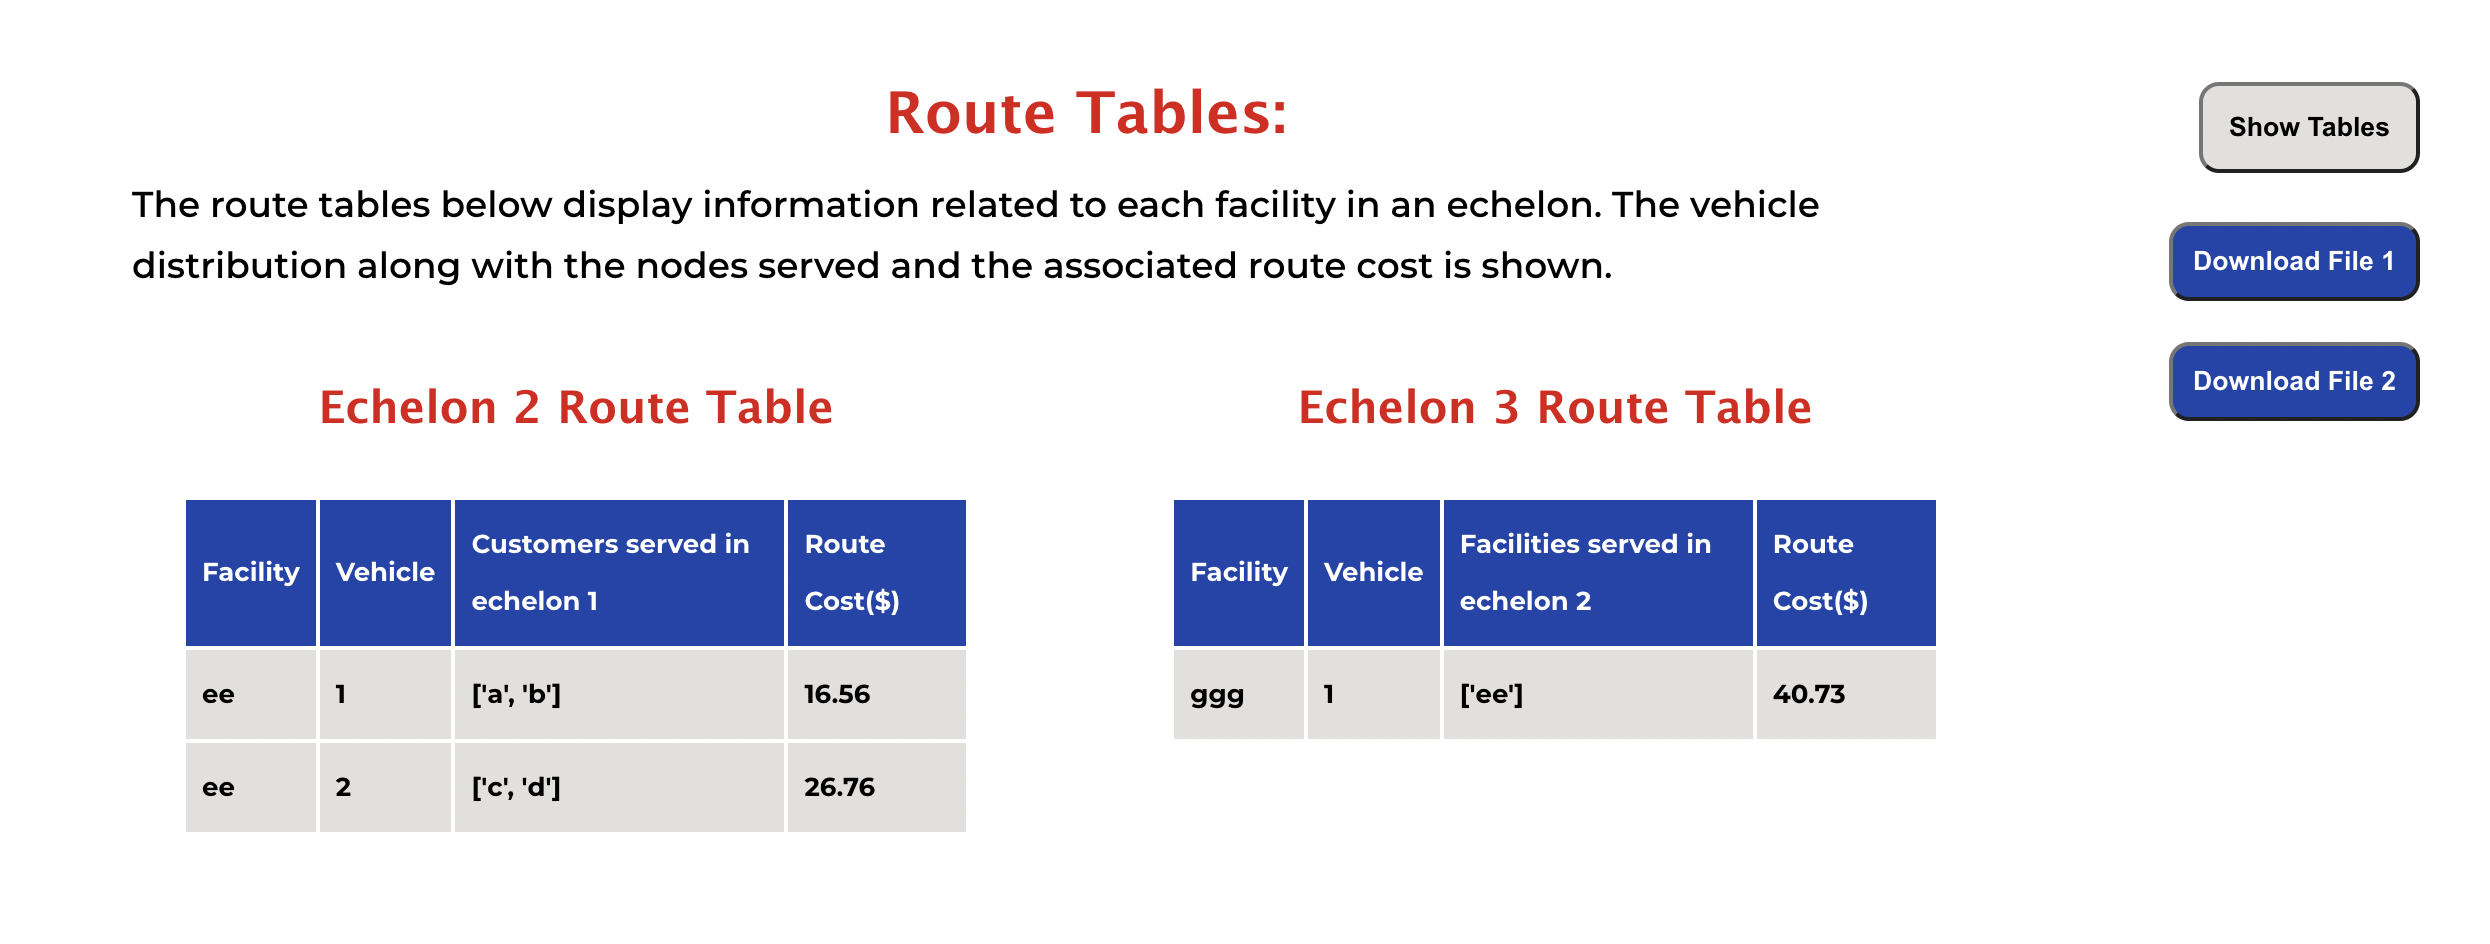 Route Tables:
The route tables below display information related to each facility in an echelon. The vehicle
distribution along with the nodes served and the associated route cost is shown.
Show Tables
Download File 1
Download File 2
Echelon 2 Route Table
Facility Vehicle Customers served in echelon 1 Route Cost($)
ee 1 ['a', 'b'] 16.56
ee 2 ['c', 'd'] 26.76
Echelon 3 Route Table
Facility Vehicle Facilities served in echelon 2 Route Cost($)
ggg 1 ['ee'] 40.73